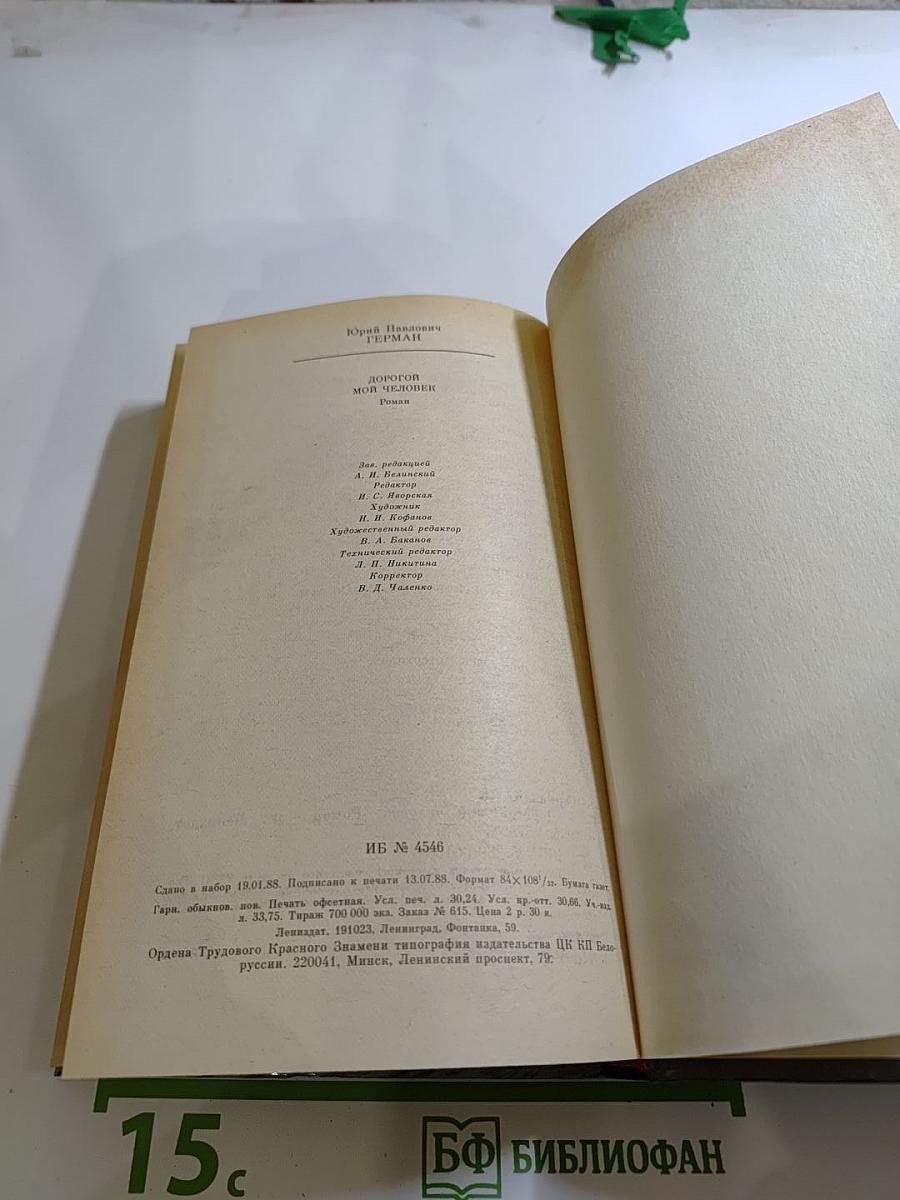 Юрий Павлович
ГЕРМАН
ДОРОГОЙ
МОЙ ЧЕЛОВЕК
Роман
Зав. редакцией
А. И. Белинский
Редактор
И. С. Яворская
Художник
Н. И. Кофанов
Художественный редактор
В. А. Баканов
Технический редактор
Л. П. Никитина
Корректор
В. Д. Чаленко
ИБ № 4546
Сдано в набор 19.01.88. Подписано к печати 13.07.88. Формат 84×108¹/₃₂. Бумага газет.
Гарн. обыкнов. нов. Печать офсетная. Усл. печ. л. 30,24. Усл. кр.-отт. 30,66. Уч.-изд.
л. 33,75. Тираж 700 000 экз. Заказ № 615. Цена 2 р. 30 к.
Лениздат, 191023, Ленинград, Фонтанка, 59.
Ордена Трудового Красного Знамени типография издательства ЦК КП Бело-
руссии. 220041, Минск, Ленинский проспект, 79.
15 с
БФ БИБЛИОФАН